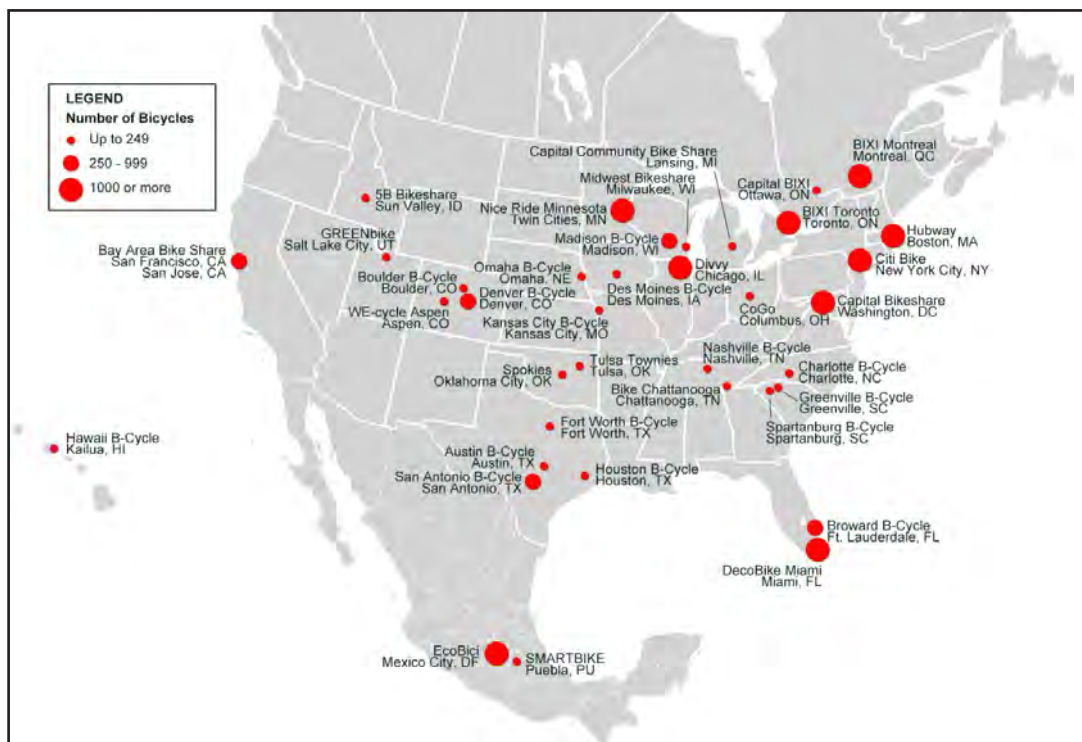 LEGEND
Number of Bicycles
Up to 249
250 - 999
1000 or more
Capital Community Bike Share
Lansing, MI
BIXI Montreal
Montreal, QC
Midwest Bikeshare
Milwaukee, WI
Capital BIXI
Ottawa, ON
5B Bikeshare
Sun Valley, ID
Nice Ride Minnesota
Twin Cities, MN
BIXI Toronto
Toronto, ON
GREENbike
Salt Lake City, UT
Madison B-Cycle
Madison, WI
Hubway
Boston, MA
Bay Area Bike Share
San Francisco, CA
San Jose, CA
Divvy
Chicago, IL
Citi Bike
New York City, NY
Boulder B-Cycle
Boulder, CO
Omaha B-Cycle
Omaha, NE
Des Moines B-Cycle
Des Moines, IA
Denver B-Cycle
Denver, CO
WE-cycle Aspen
Aspen, CO
Capital Bikeshare
Washington, DC
CoGo
Columbus, OH
Kansas City B-Cycle
Kansas City, MO
Nashville B-Cycle
Nashville, TN
Tulsa Townies
Tulsa, OK
Spokies
Oklahoma City, OK
Charlotte B-Cycle
Charlotte, NC
Bike Chattanooga
Chattanooga, TN
Greenville B-Cycle
Greenville, SC
Fort Worth B-Cycle
Fort Worth, TX
Spartanburg B-Cycle
Spartanburg, SC
Hawaii B-Cycle
Kailua, HI
Austin B-Cycle
Austin, TX
San Antonio B-Cycle
San Antonio, TX
Houston B-Cycle
Houston, TX
Broward B-Cycle
Ft. Lauderdale, FL
DecoBike Miami
Miami, FL
EcoBici
Mexico City, DF
SMARTBIKE
Puebla, PU